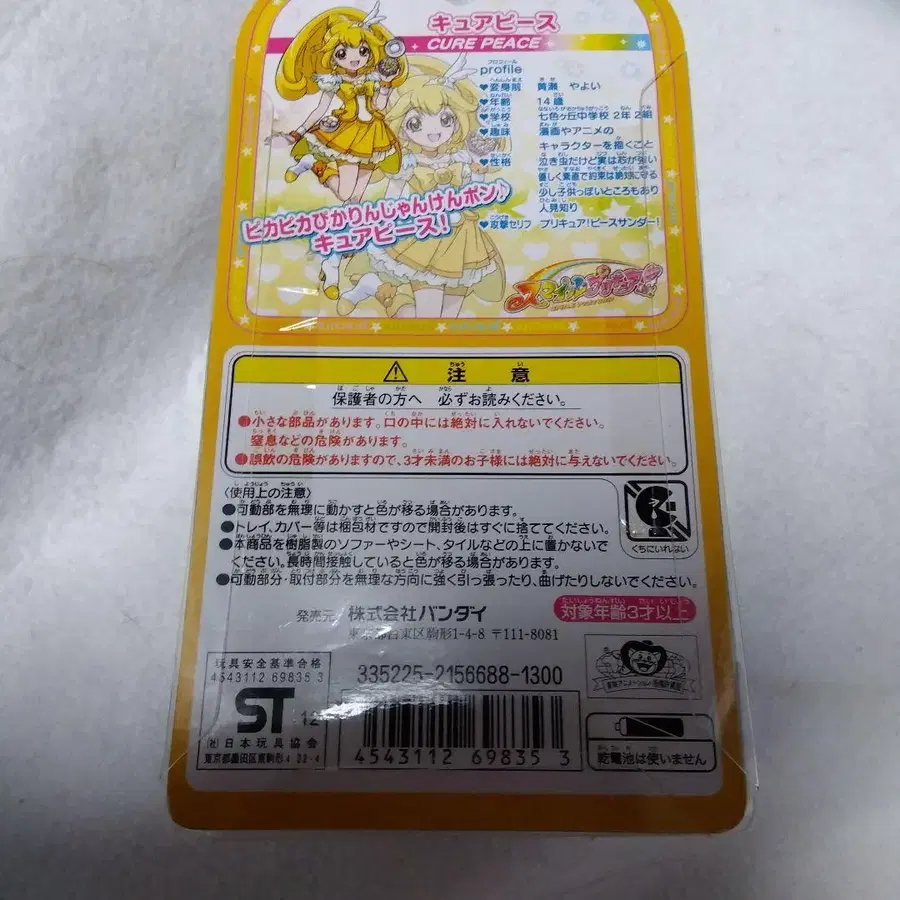 キュアピース
CURE PEACE
プロフィール
profile
♥変身前 黄瀬 やよい
♥年齢 14歳
♥学校 七色ヶ丘中学校 2年2組
♥趣味 漫画やアニメの
キャラクターを描くこと
♥性格 泣き虫だけど実は芯が強い
優しく素直で約束は絶対に守る
少し子供っぽいところもあり
人見知り
♥攻撃セリフ プリキュア!ピースサンダー!
ピカピカぴかりんじゃんけんポン♪
キュアピース!
スマイルプリキュア!
注意
保護者の方へ 必ずお読みください。
●小さな部品があります。口の中には絶対に入れないでください。
窒息などの危険があります。
●誤飲の危険がありますので、3才未満のお子様には絶対に与えないでください。
〈使用上の注意〉
●可動部を無理に動かすと色が移る場合があります。
●トレイ、カバー等は梱包材ですので開封後はすぐに捨ててください。
●本商品を樹脂製のソファーやシート、タイルなどの上に置かないで
ください。長時間接触していると色が移る場合があります。
●可動部分・取付部分を無理な方向に強く引っ張ったり、曲げたりしないでください。
くちにいれない
対象年齢3才以上
発売元 株式会社バンダイ
東京都台東区駒形1-4-8 〒111-8081
335225-2156688-1300
玩具安全基準合格
4543112 69835 3
ST 12
(社)日本玩具協会
東京都墨田区東駒形4-22-4
4543112 69835 3
乾電池は使いません